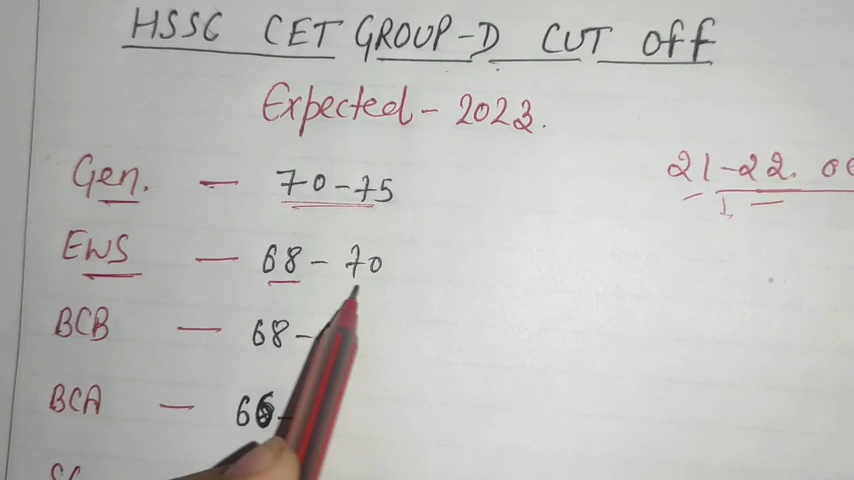 HSSC CET GROUP-D CUT Off
Expected - 2023.
21-22.
Gen. - 70-75
EWS - 68-70
BCB - 68-
BCA - 66-